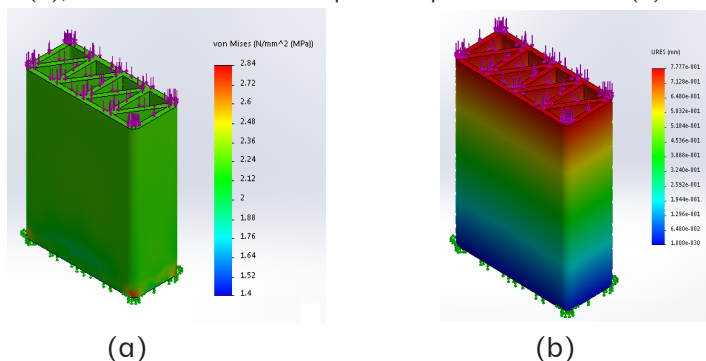 von Mises (N/mm^2 (MPa))
2.84
2.72
2.6
2.48
2.36
2.24
2.12
2
1.88
1.76
1.64
1.52
1.4
(a)
URES (mm)
7.777e-001
7.128e-001
6.480e-001
5.832e-001
5.184e-001
4.536e-001
3.888e-001
3.240e-001
2.592e-001
1.944e-001
1.296e-001
6.480e-002
1.000e-030
(b)